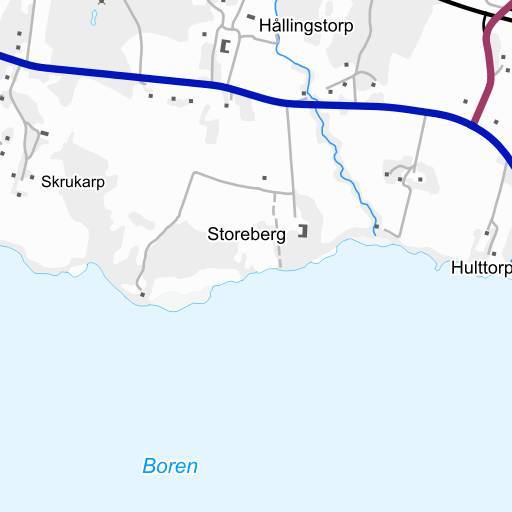 Hållingstorp
Skrukarp
Storeberg
Hulttorp
Boren